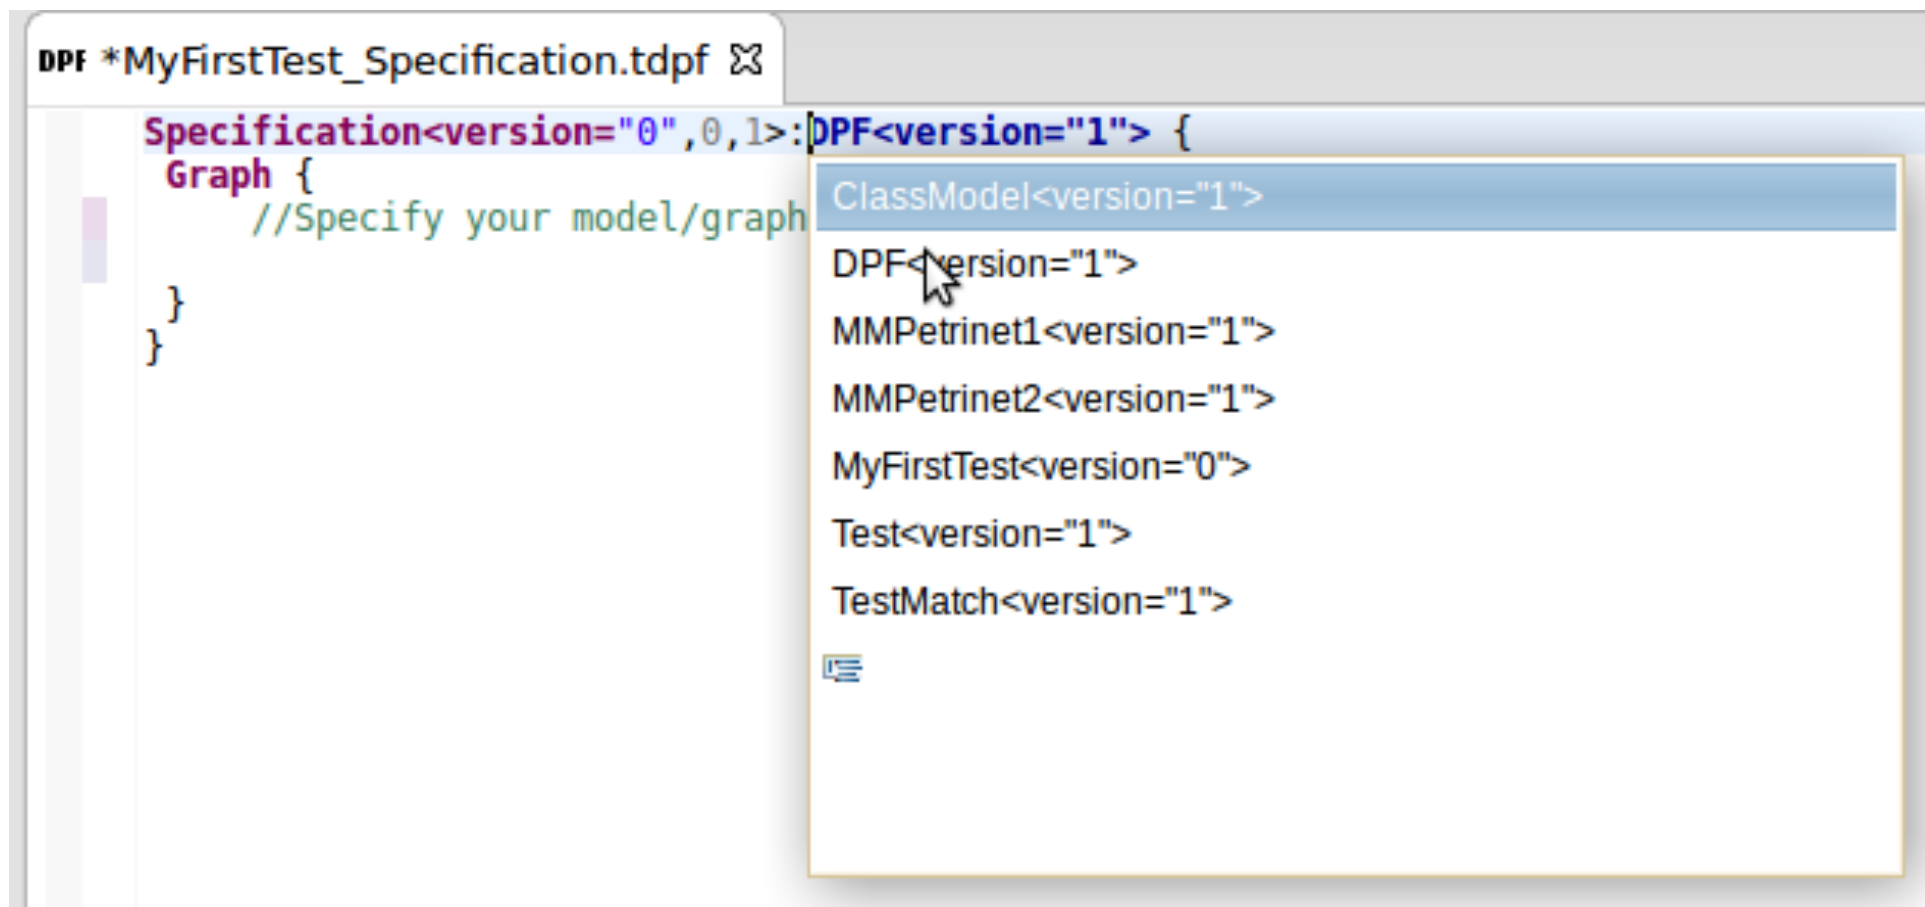 DPF *MyFirstTest_Specification.tdpf
Specification<version="0",0,1>:DPF<version="1"> {
Graph {
//Specify your model/graph
}
}
ClassModel<version="1">
DPF<version="1">
MMPetrinet1<version="1">
MMPetrinet2<version="1">
MyFirstTest<version="0">
Test<version="1">
TestMatch<version="1">